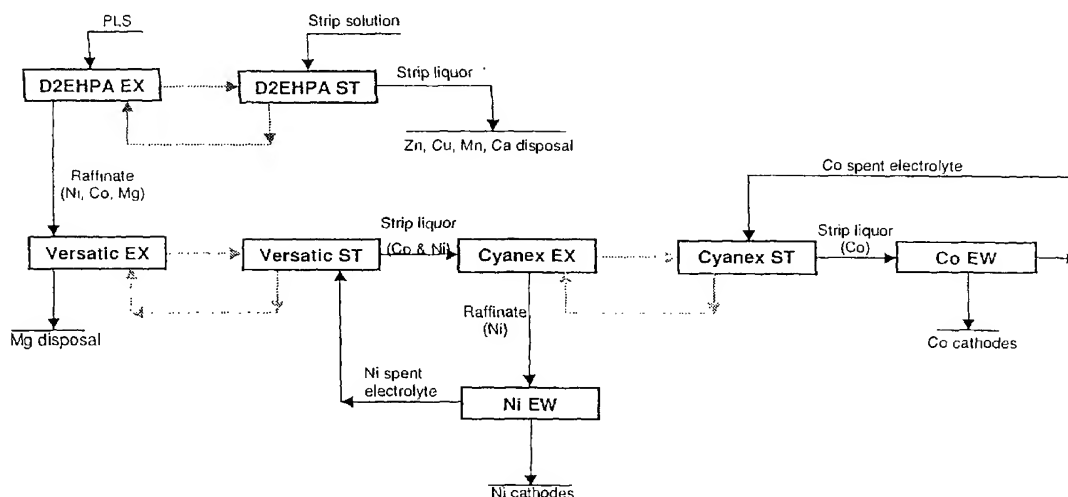 PLS
Strip solution
D2EHPA EX
D2EHPA ST
Strip liquor
Zn, Cu, Mn, Ca disposal
Raffinate
(Ni, Co, Mg)
Co spent electrolyte
Versatic EX
Versatic ST
Strip liquor
(Co & Ni)
Cyanex EX
Cyanex ST
Strip liquor
(Co)
Co EW
Mg disposal
Raffinate
(Ni)
Co cathodes
Ni spent
electrolyte
Ni EW
Ni cathodes